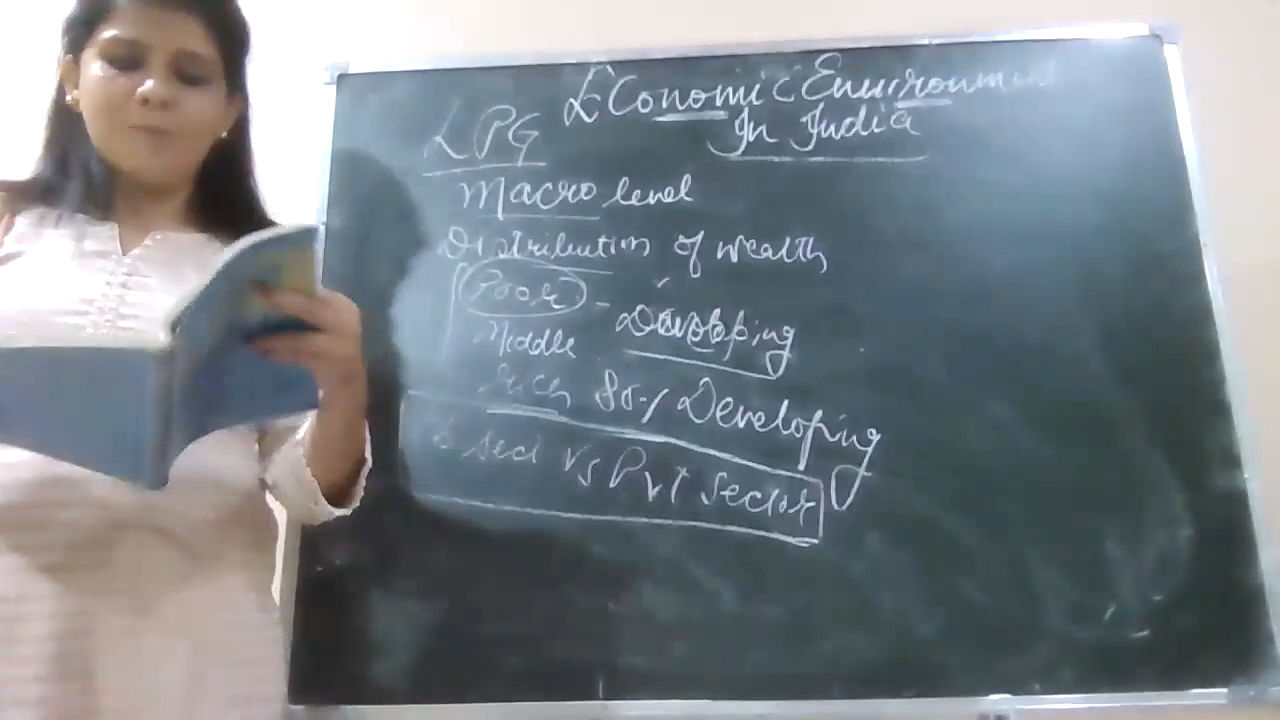 Economic Environment
In India
LPG
Macro level
Distribution of wealth
Poor - Developing
Middle
Rich 80% Developing
sect Vs Pvt Sector